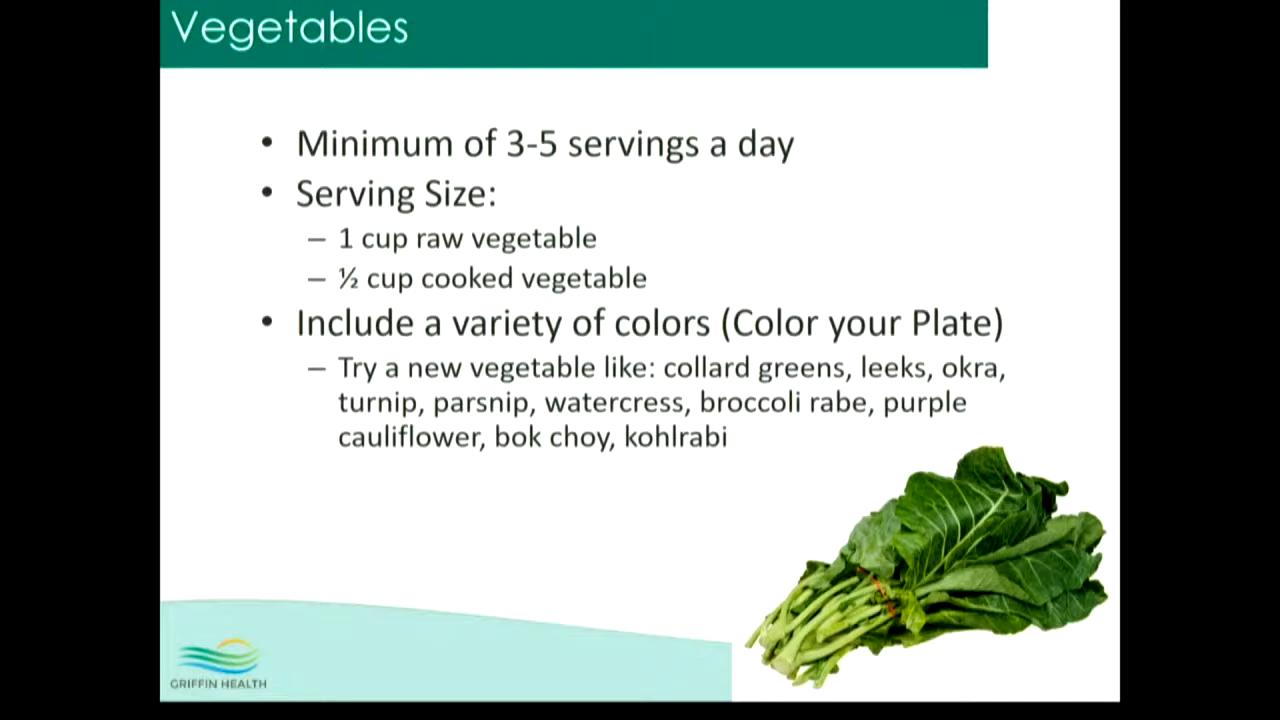 Vegetables
• Minimum of 3-5 servings a day
• Serving Size:
– 1 cup raw vegetable
– ½ cup cooked vegetable
• Include a variety of colors (Color your Plate)
– Try a new vegetable like: collard greens, leeks, okra,
turnip, parsnip, watercress, broccoli rabe, purple
cauliflower, bok choy, kohlrabi
GRIFFIN HEALTH